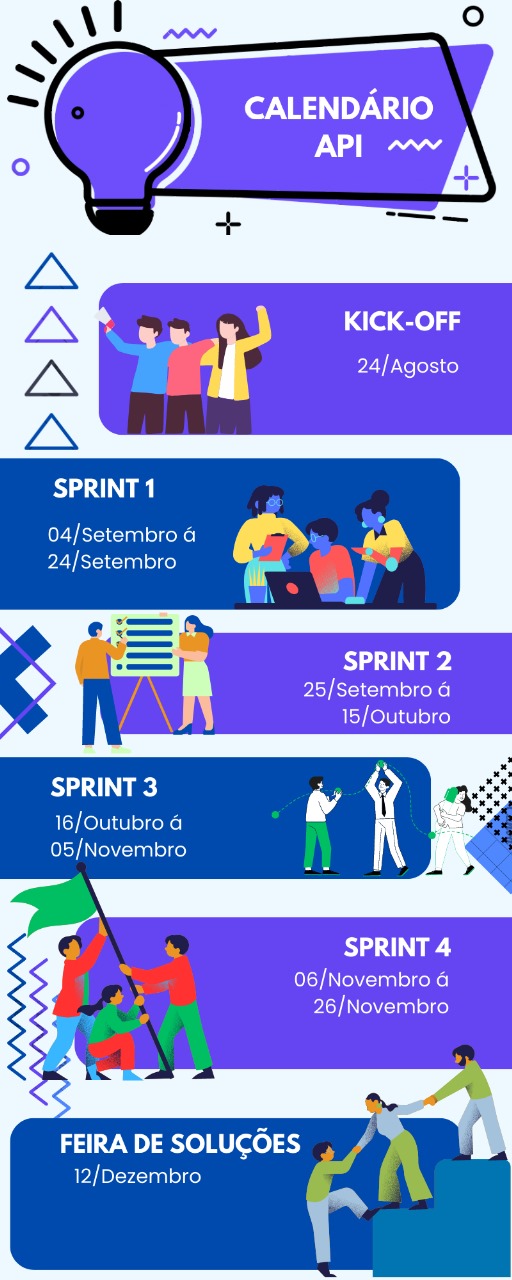 CALENDÁRIO
API
KICK-OFF
24/Agosto
SPRINT 1
04/Setembro á
24/Setembro
SPRINT 2
25/Setembro á
15/Outubro
SPRINT 3
16/Outubro á
05/Novembro
SPRINT 4
06/Novembro á
26/Novembro
FEIRA DE SOLUÇÕES
12/Dezembro